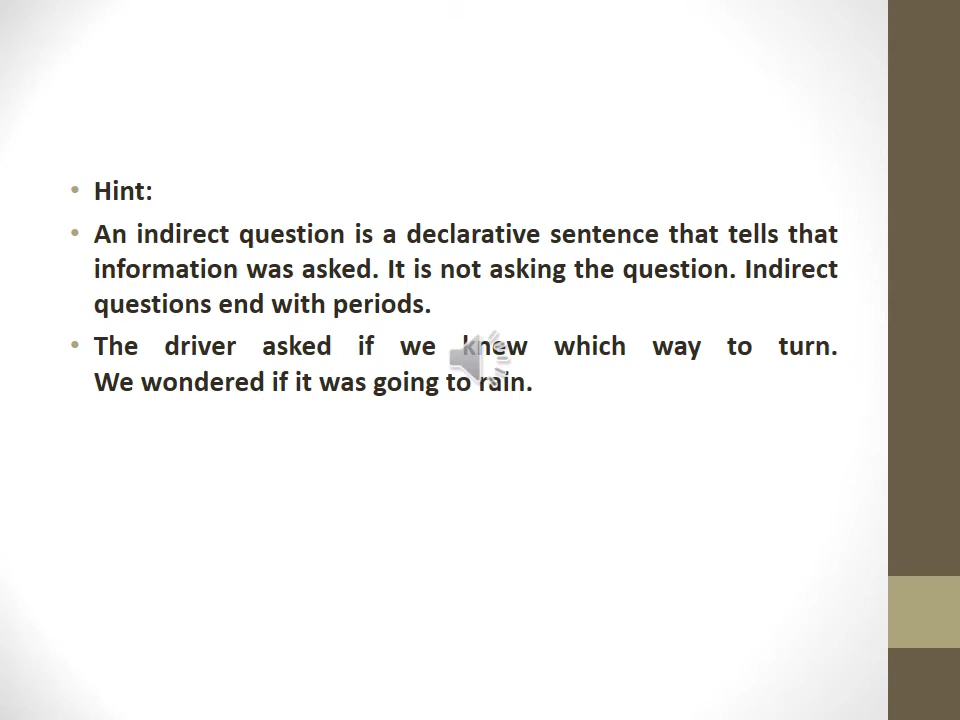 • Hint:
• An indirect question is a declarative sentence that tells that
information was asked. It is not asking the question. Indirect
questions end with periods.
• The driver asked if we knew which way to turn.
We wondered if it was going to rain.